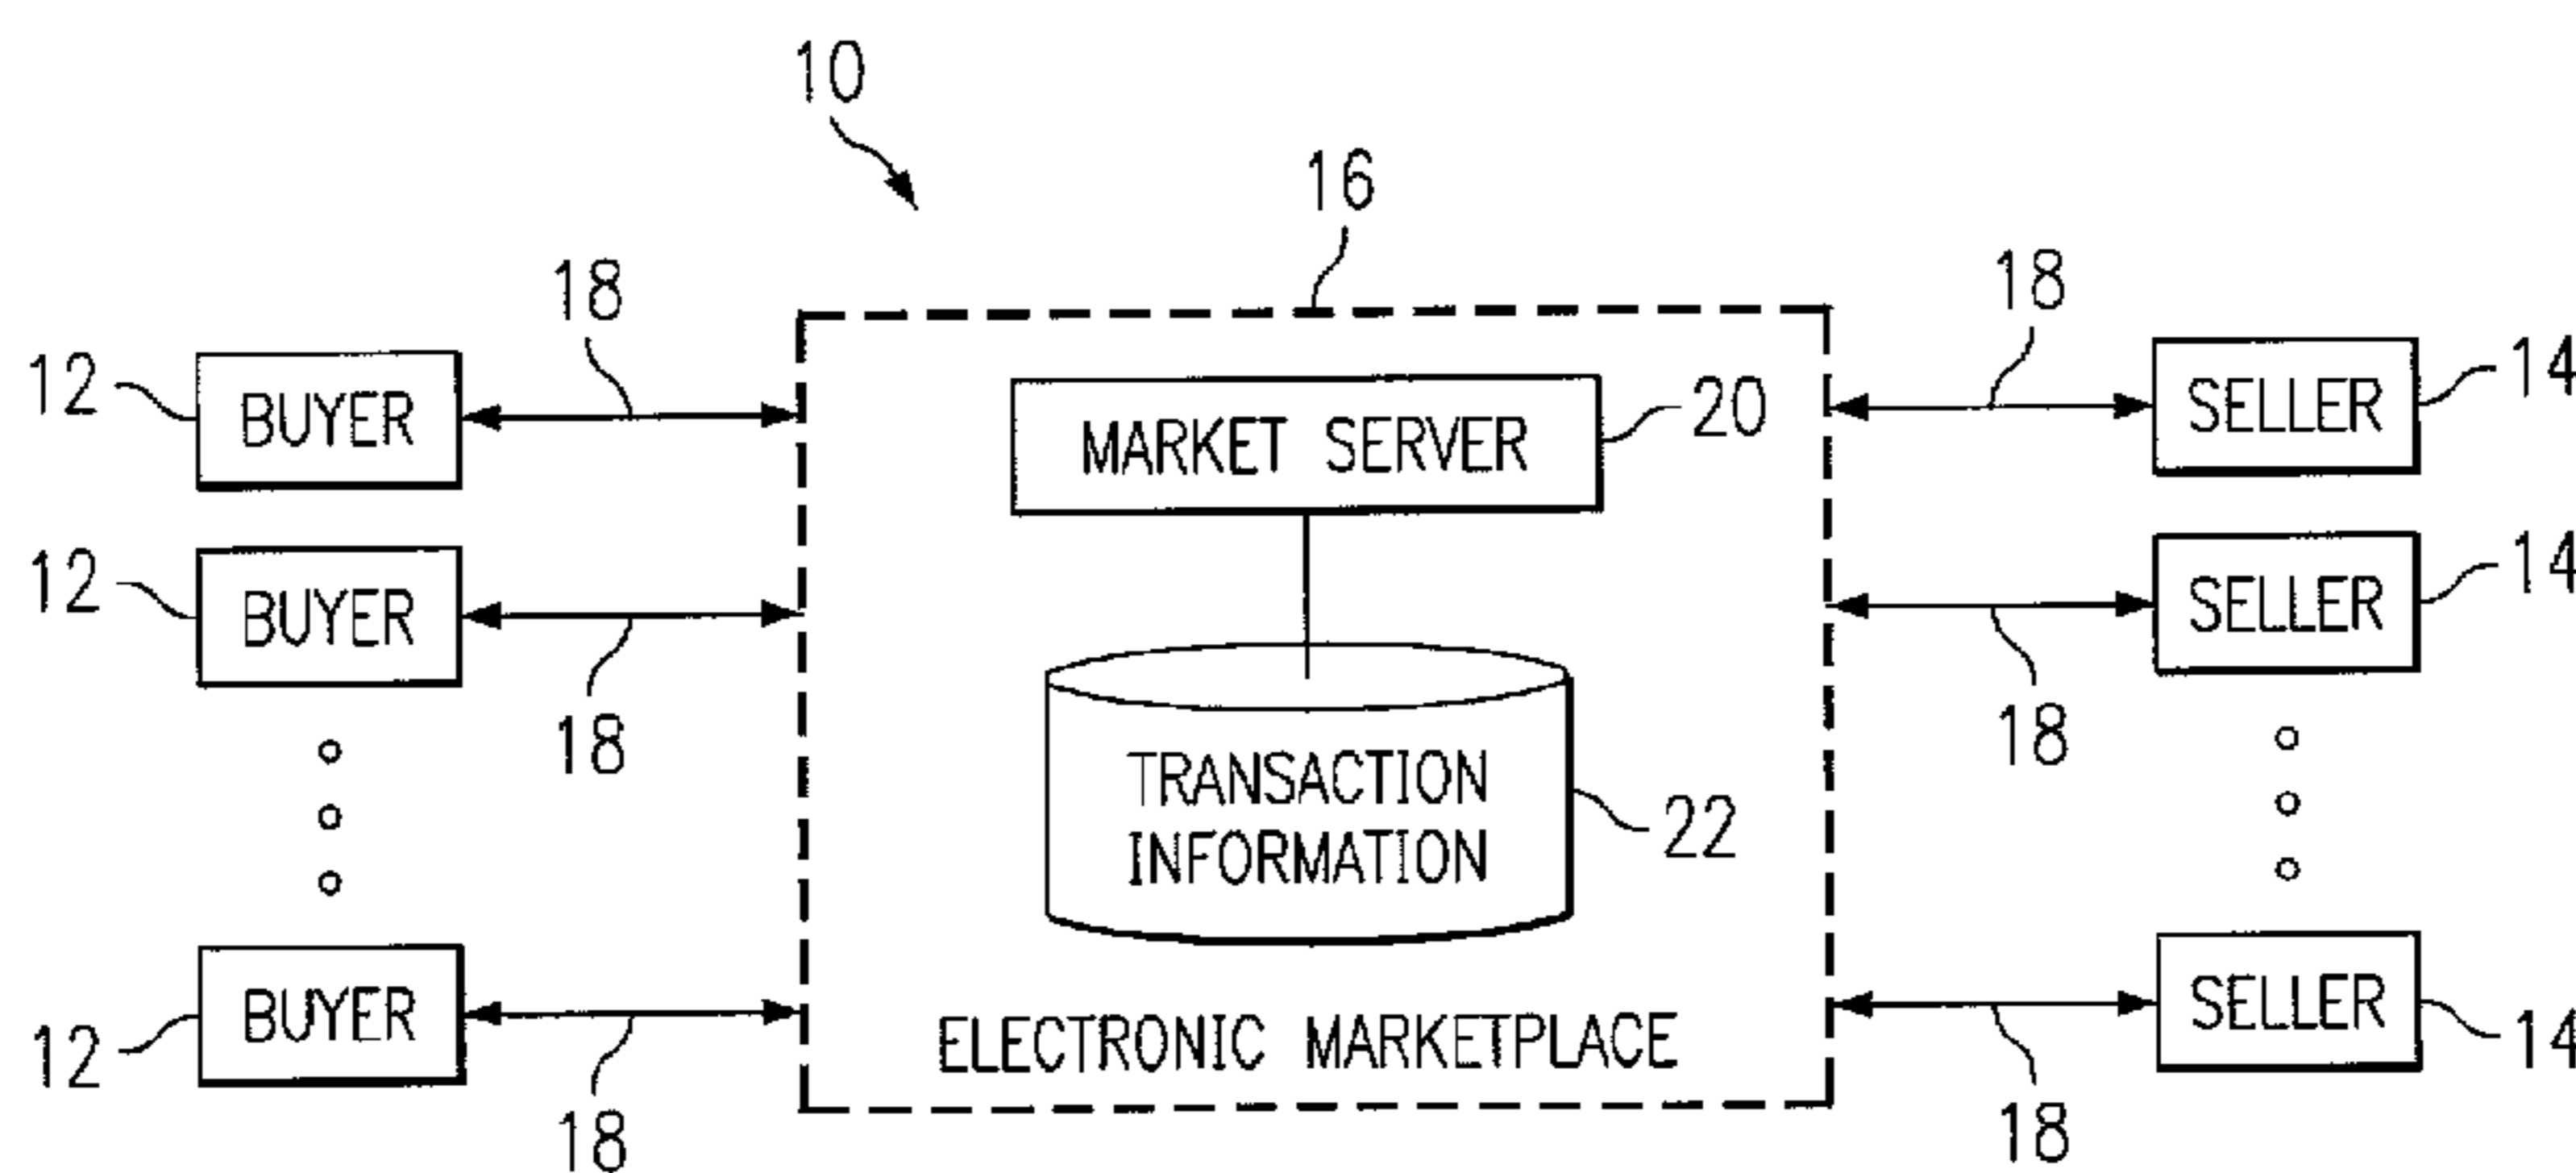 10
16
18
18
12
BUYER
MARKET SERVER
20
SELLER
14
12
BUYER
SELLER
14
18
18
TRANSACTION
INFORMATION
22
12
BUYER
ELECTRONIC MARKETPLACE
SELLER
14
18
18